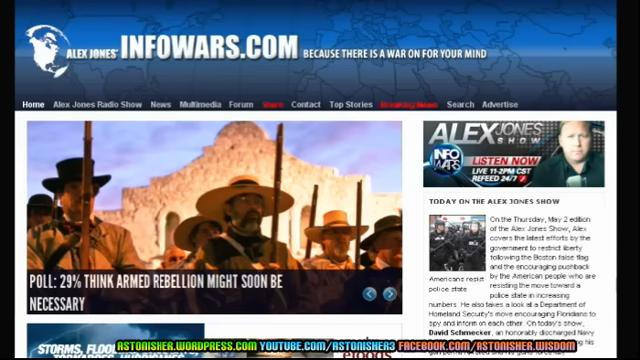 ALEX JONES' INFOWARS.COM BECAUSE THERE IS A WAR ON FOR YOUR MIND
Home Alex Jones Radio Show News Multimedia Forum Store Contact Top Stories Breaking News Search Advertise
ALEX JONES
SHOW
INFO WARS
LISTEN NOW
LIVE 11-2PM CST
REFEED 24/7
POLL: 29% THINK ARMED REBELLION MIGHT SOON BE
NECESSARY
TODAY ON THE ALEX JONES SHOW
On the Thursday, May 2 edition
of the Alex Jones Show, Alex
covers the latest efforts by the
government to restrict liberty
following the Boston false flag
and the encouraging pushback
by the American people who
Americans resist
police state
are resisting the move toward a
police state in increasing
numbers. He also takes a look at a Department of
Homeland Security's move encouraging Floridians to
spy and inform on each other. On today's show,
David Schmecker, an honorably discharged Navy
STORMS, FLOO
ASTONISHER.WORDPRESS.COM YOUTUBE.COM/ASTONISHER3 FACEBOOK.COM/ASTONISHER.WISDOM